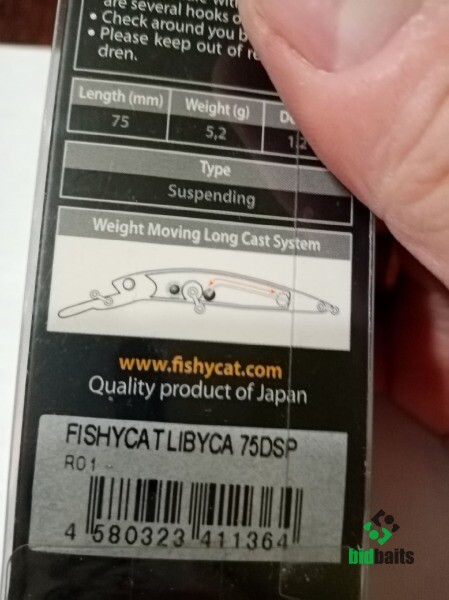 are several hooks
• Check around you b
• Please keep out of
dren.
Length (mm) Weight (g)
75 5,2 1,2
Type
Suspending
Weight Moving Long Cast System
www.fishycat.com
Quality product of Japan
FISHYCAT LIBYCA 75DSP
R01
4 580323 411364
bidbaits